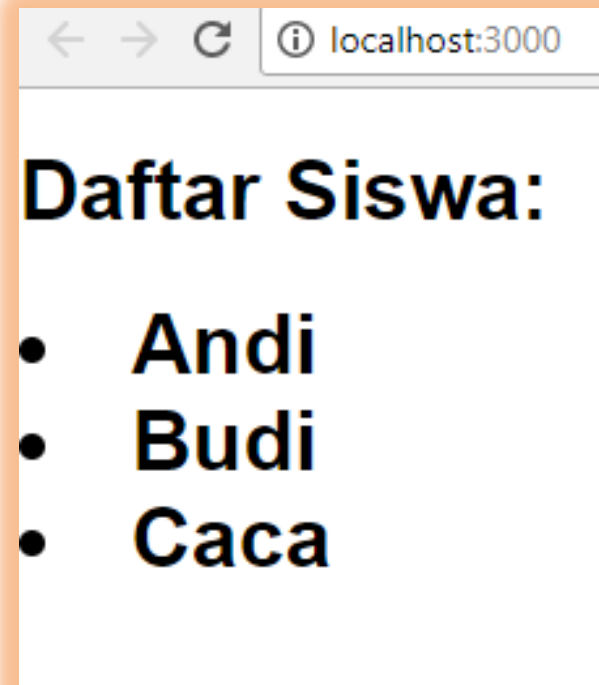 localhost:3000
Daftar Siswa:
• Andi
• Budi
• Caca